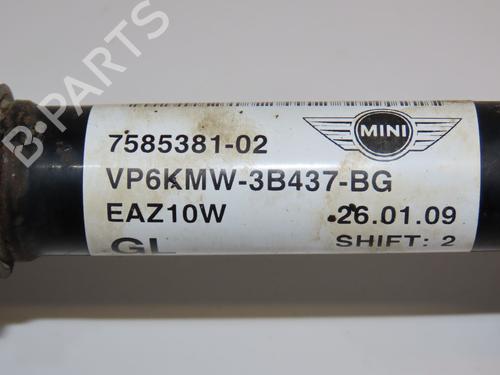 B-PARTS
MINI
7585381-02
VP6KMW-3B437-BG
EAZ10W 26.01.09
GL SHIFT: 2